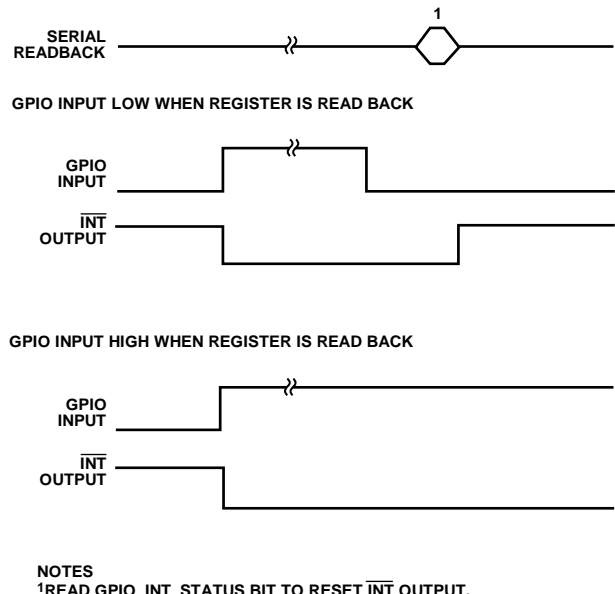 1
SERIAL
READBACK
GPIO INPUT LOW WHEN REGISTER IS READ BACK
GPIO
INPUT
INT
OUTPUT
GPIO INPUT HIGH WHEN REGISTER IS READ BACK
GPIO
INPUT
INT
OUTPUT
NOTES
1READ GPIO_INT_STATUS BIT TO RESET INT OUTPUT.